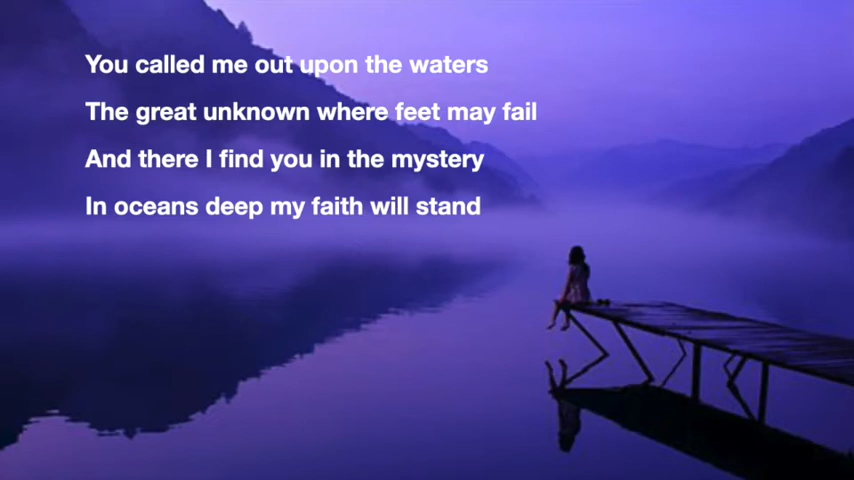 You called me out upon the waters
The great unknown where feet may fail
And there I find you in the mystery
In oceans deep my faith will stand